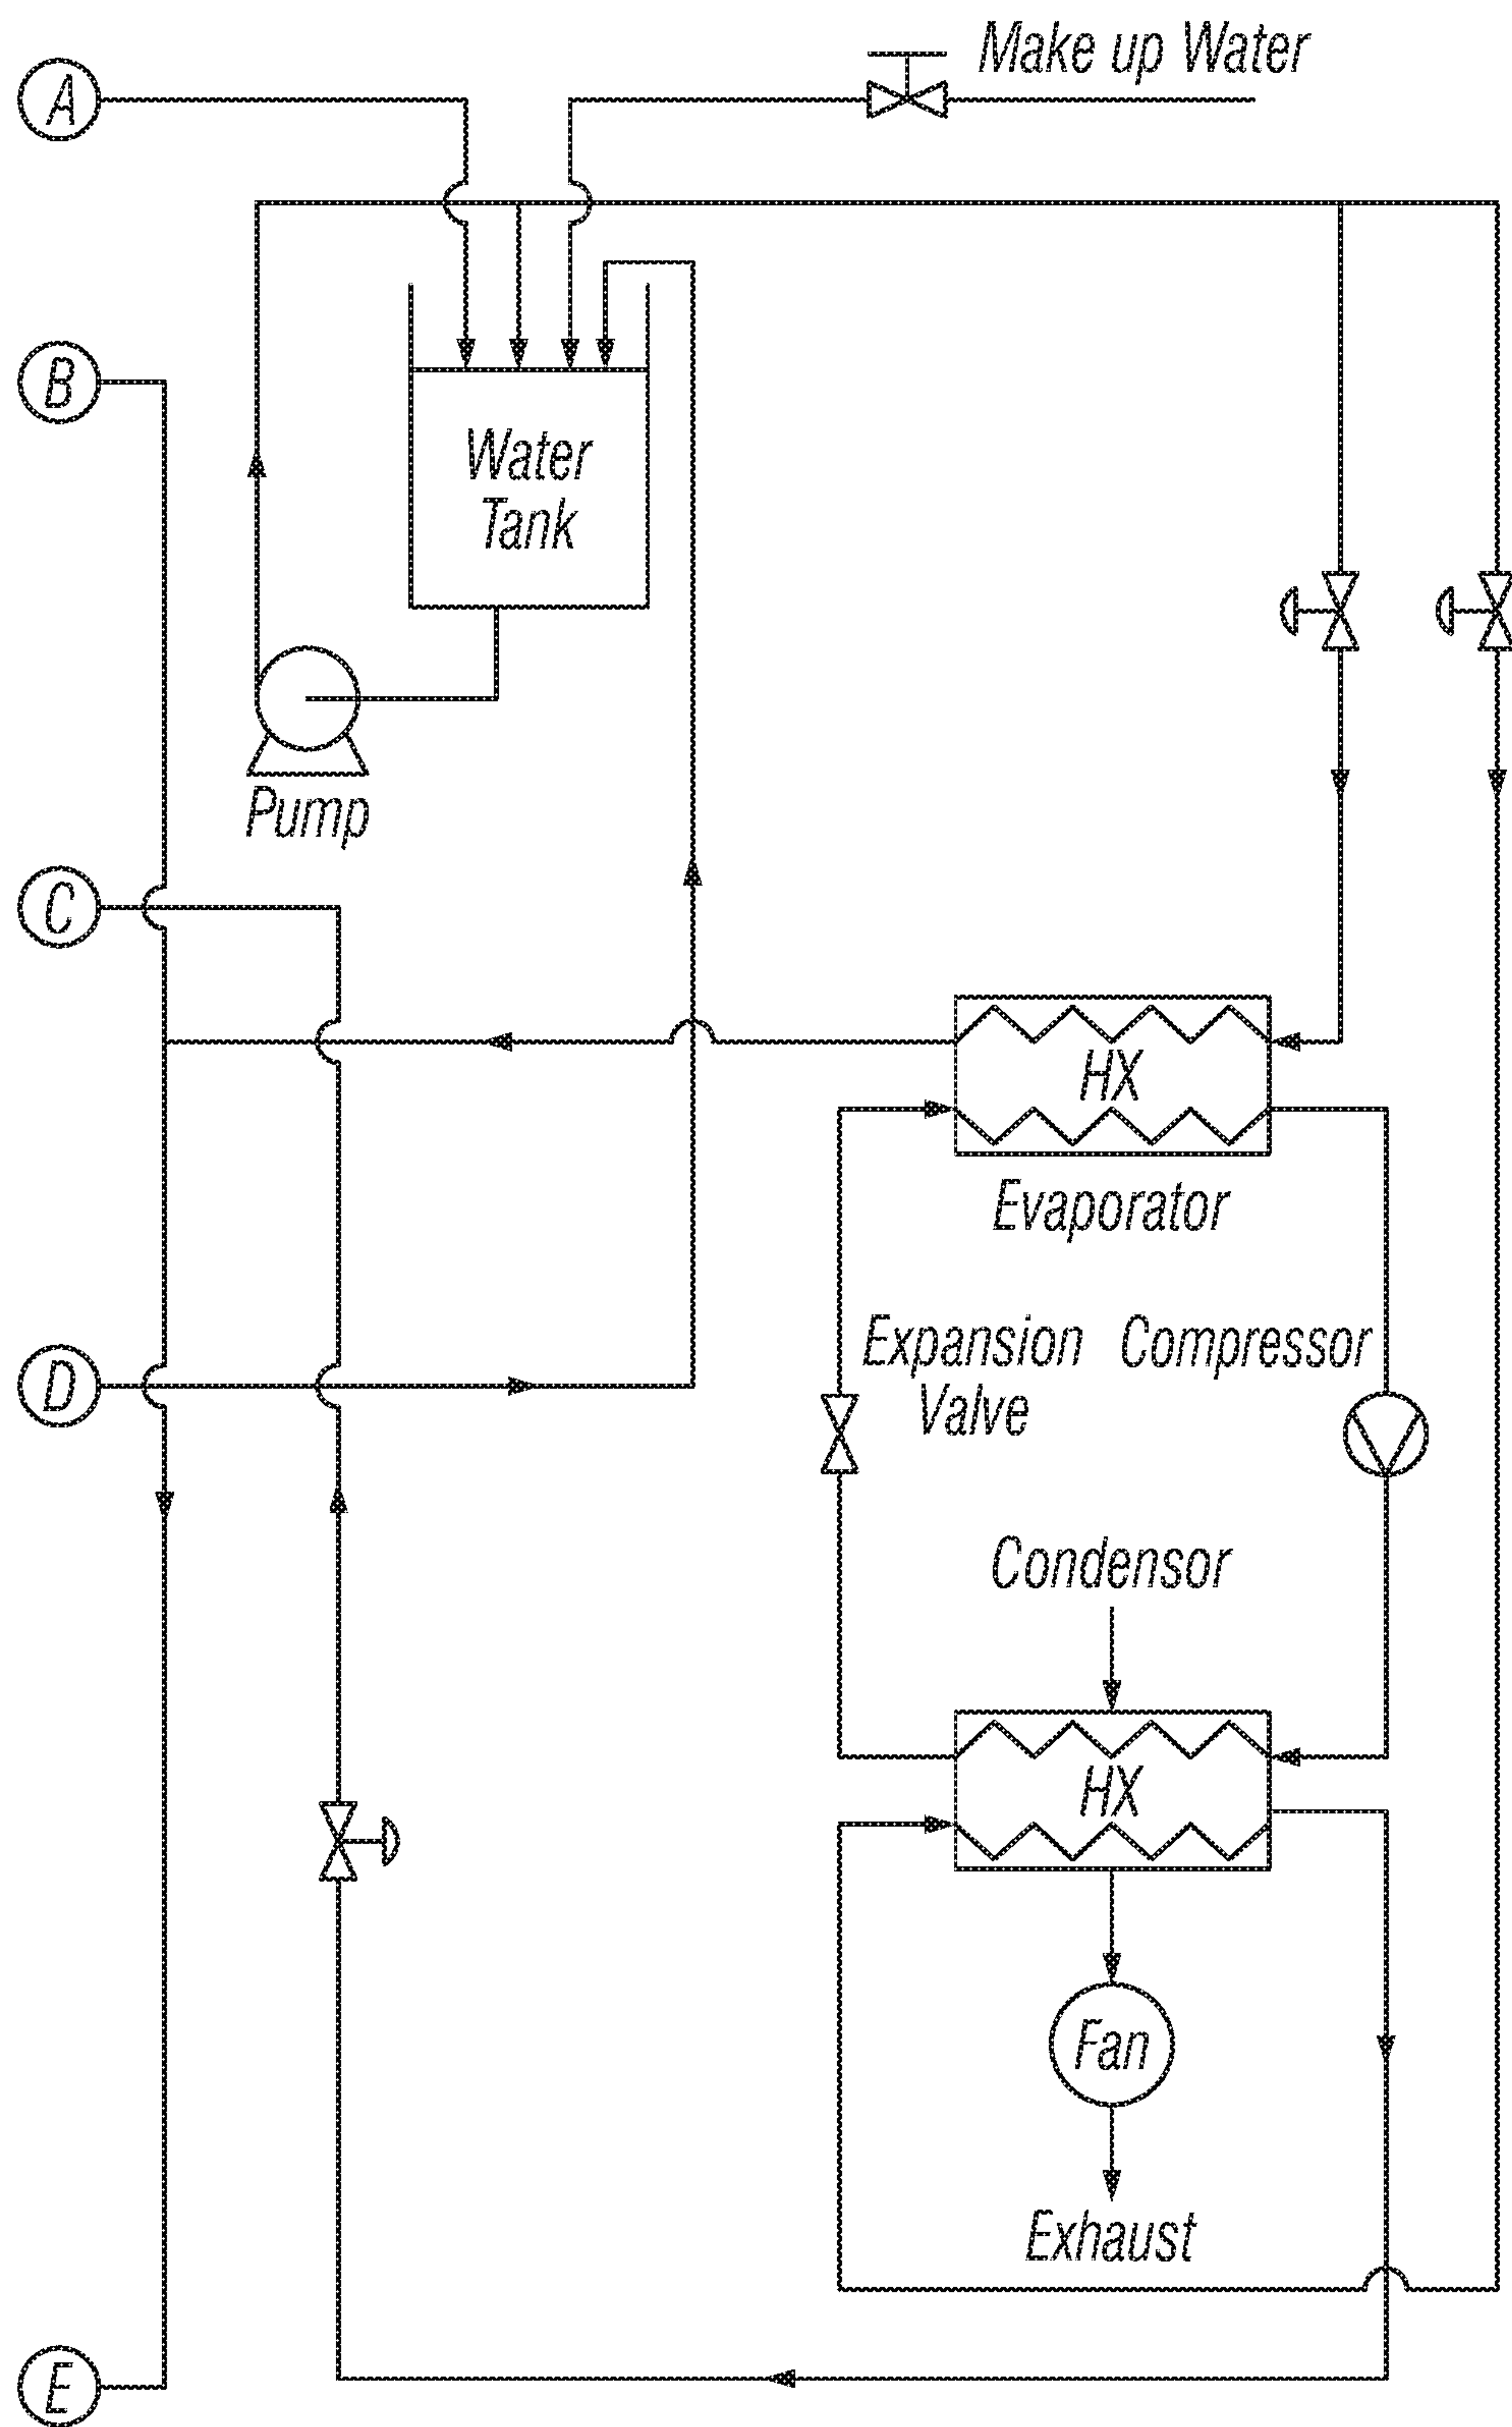 A
Make up Water
B
Water
Tank
Pump
C
HX
Evaporator
D
Expansion
Valve
Compressor
Condensor
HX
Fan
Exhaust
E